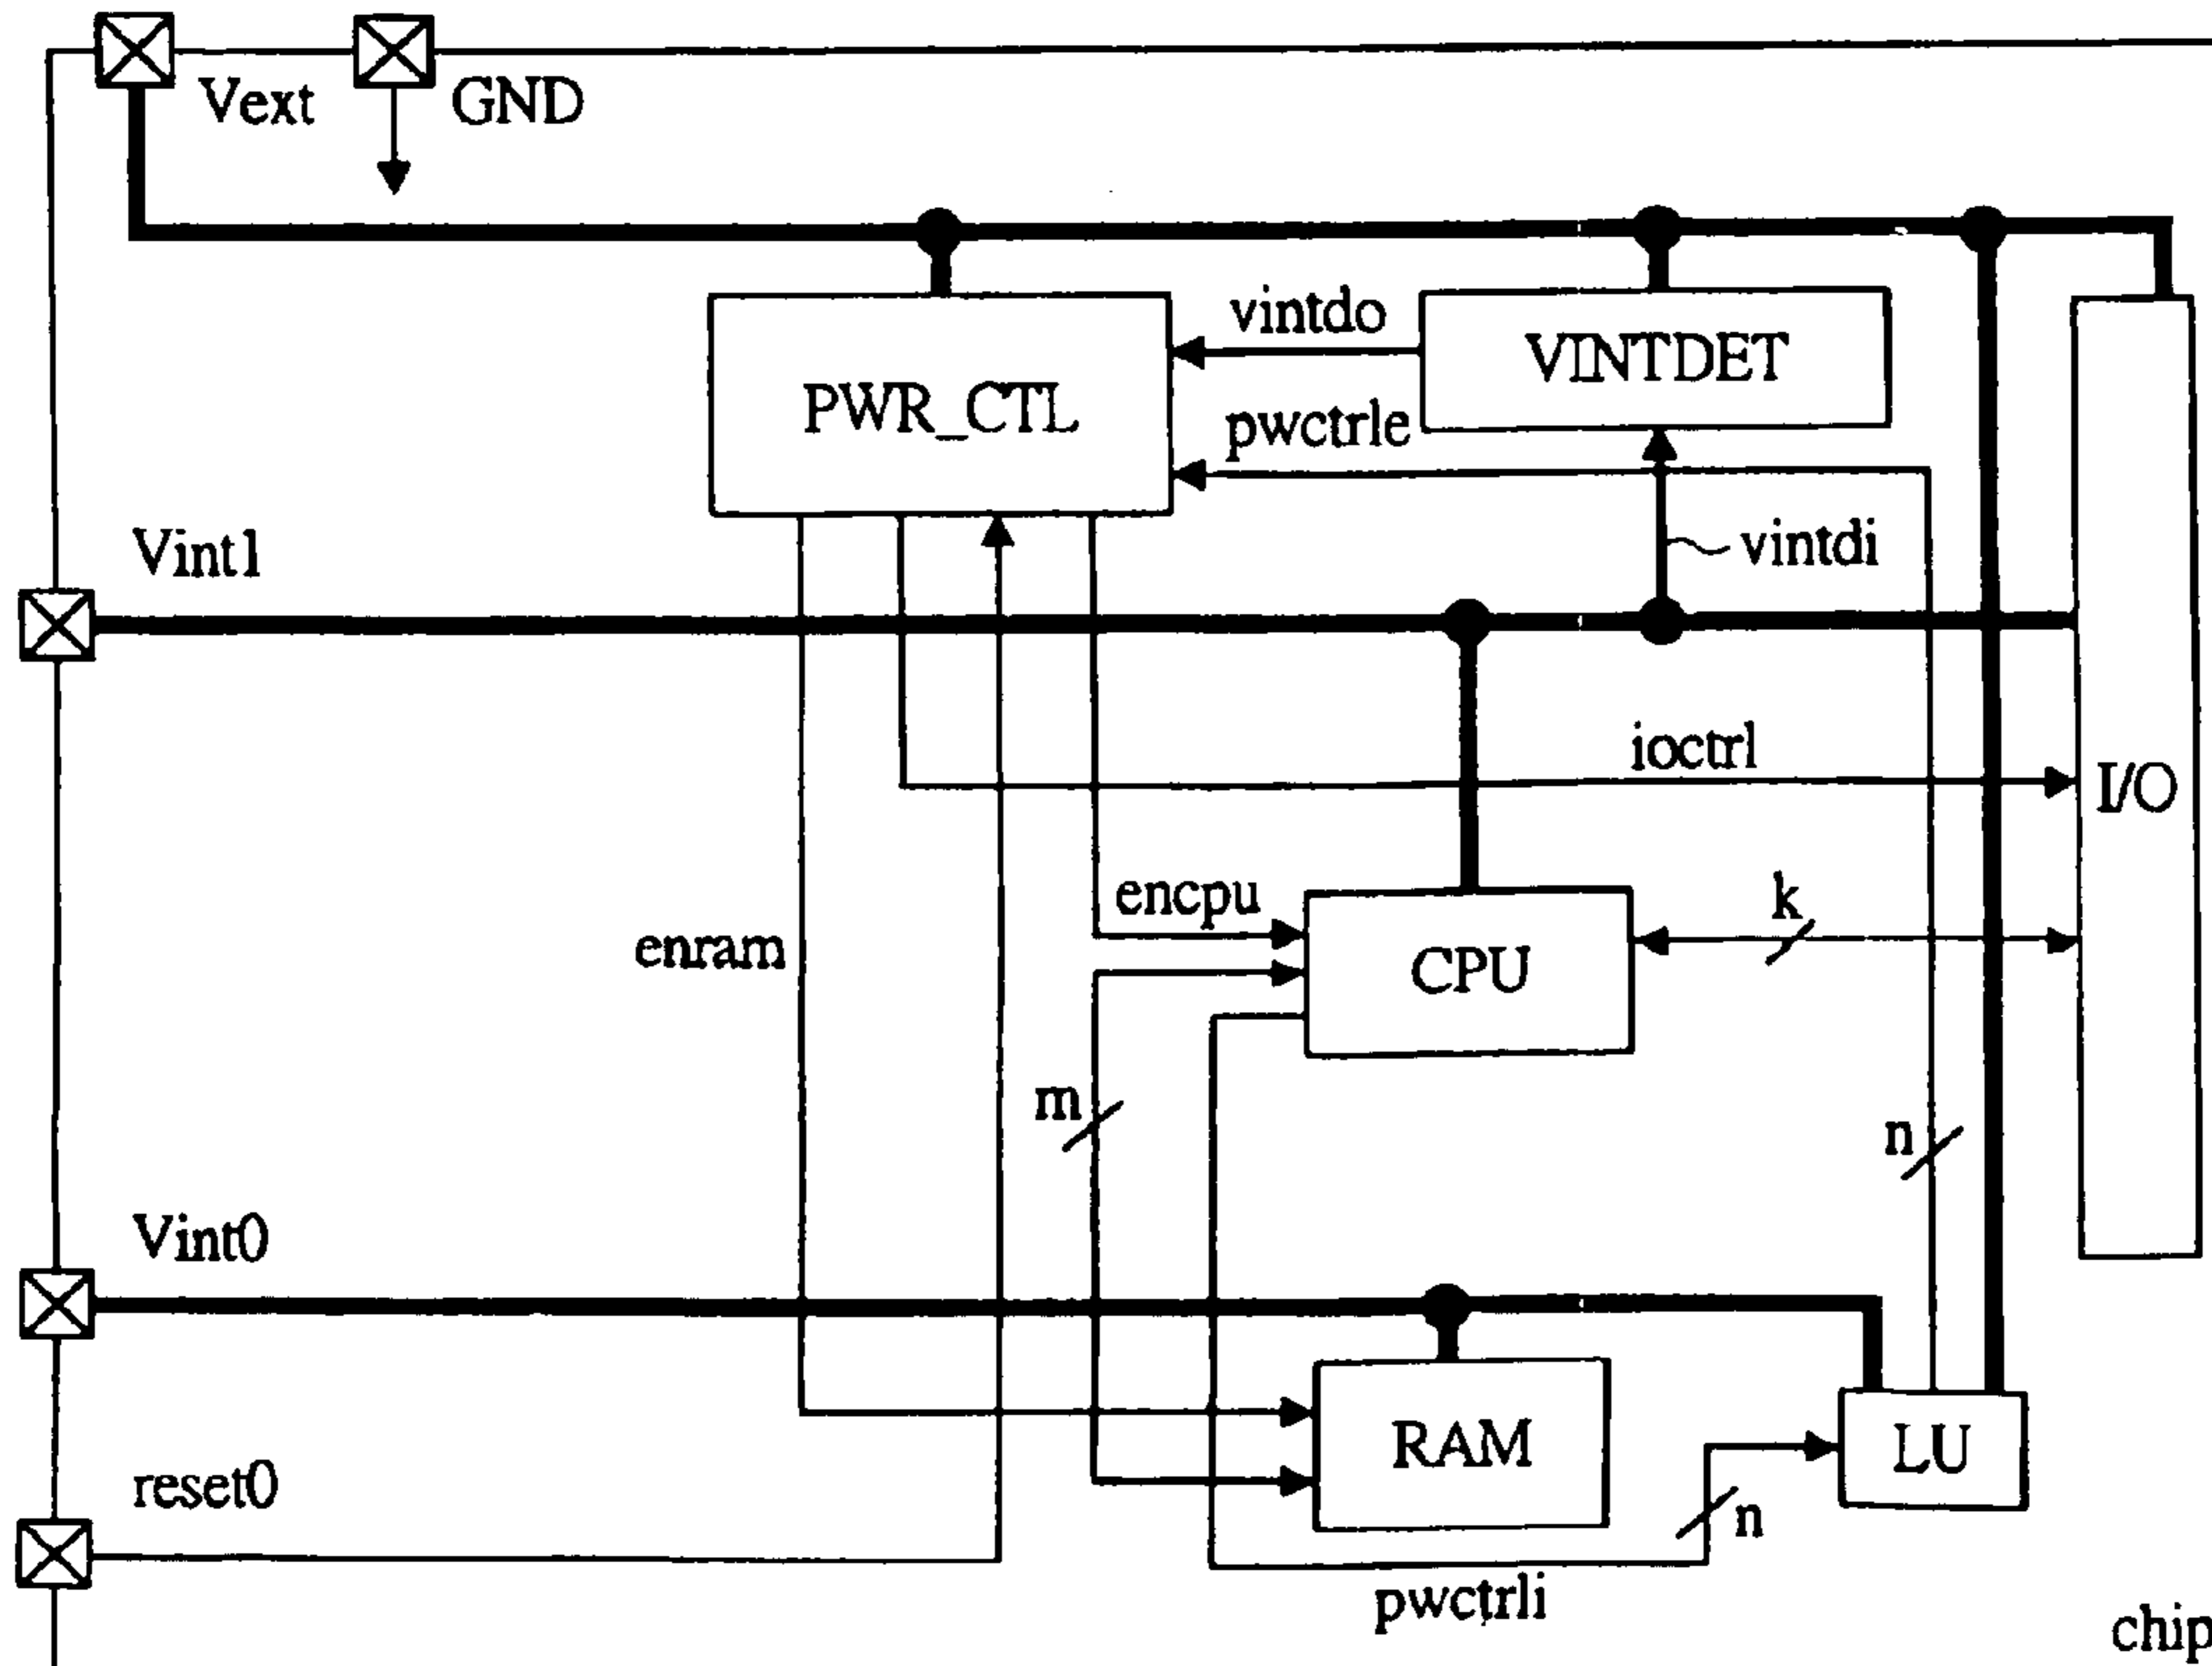 Vext
GND
vintdo
VINTDET
PWR_CTL
pwctrle
Vint1
vintdi
ioctrl
I/O
encpu
k
enram
CPU
m
n
Vint0
RAM
LU
reset0
n
pwctrli
chip